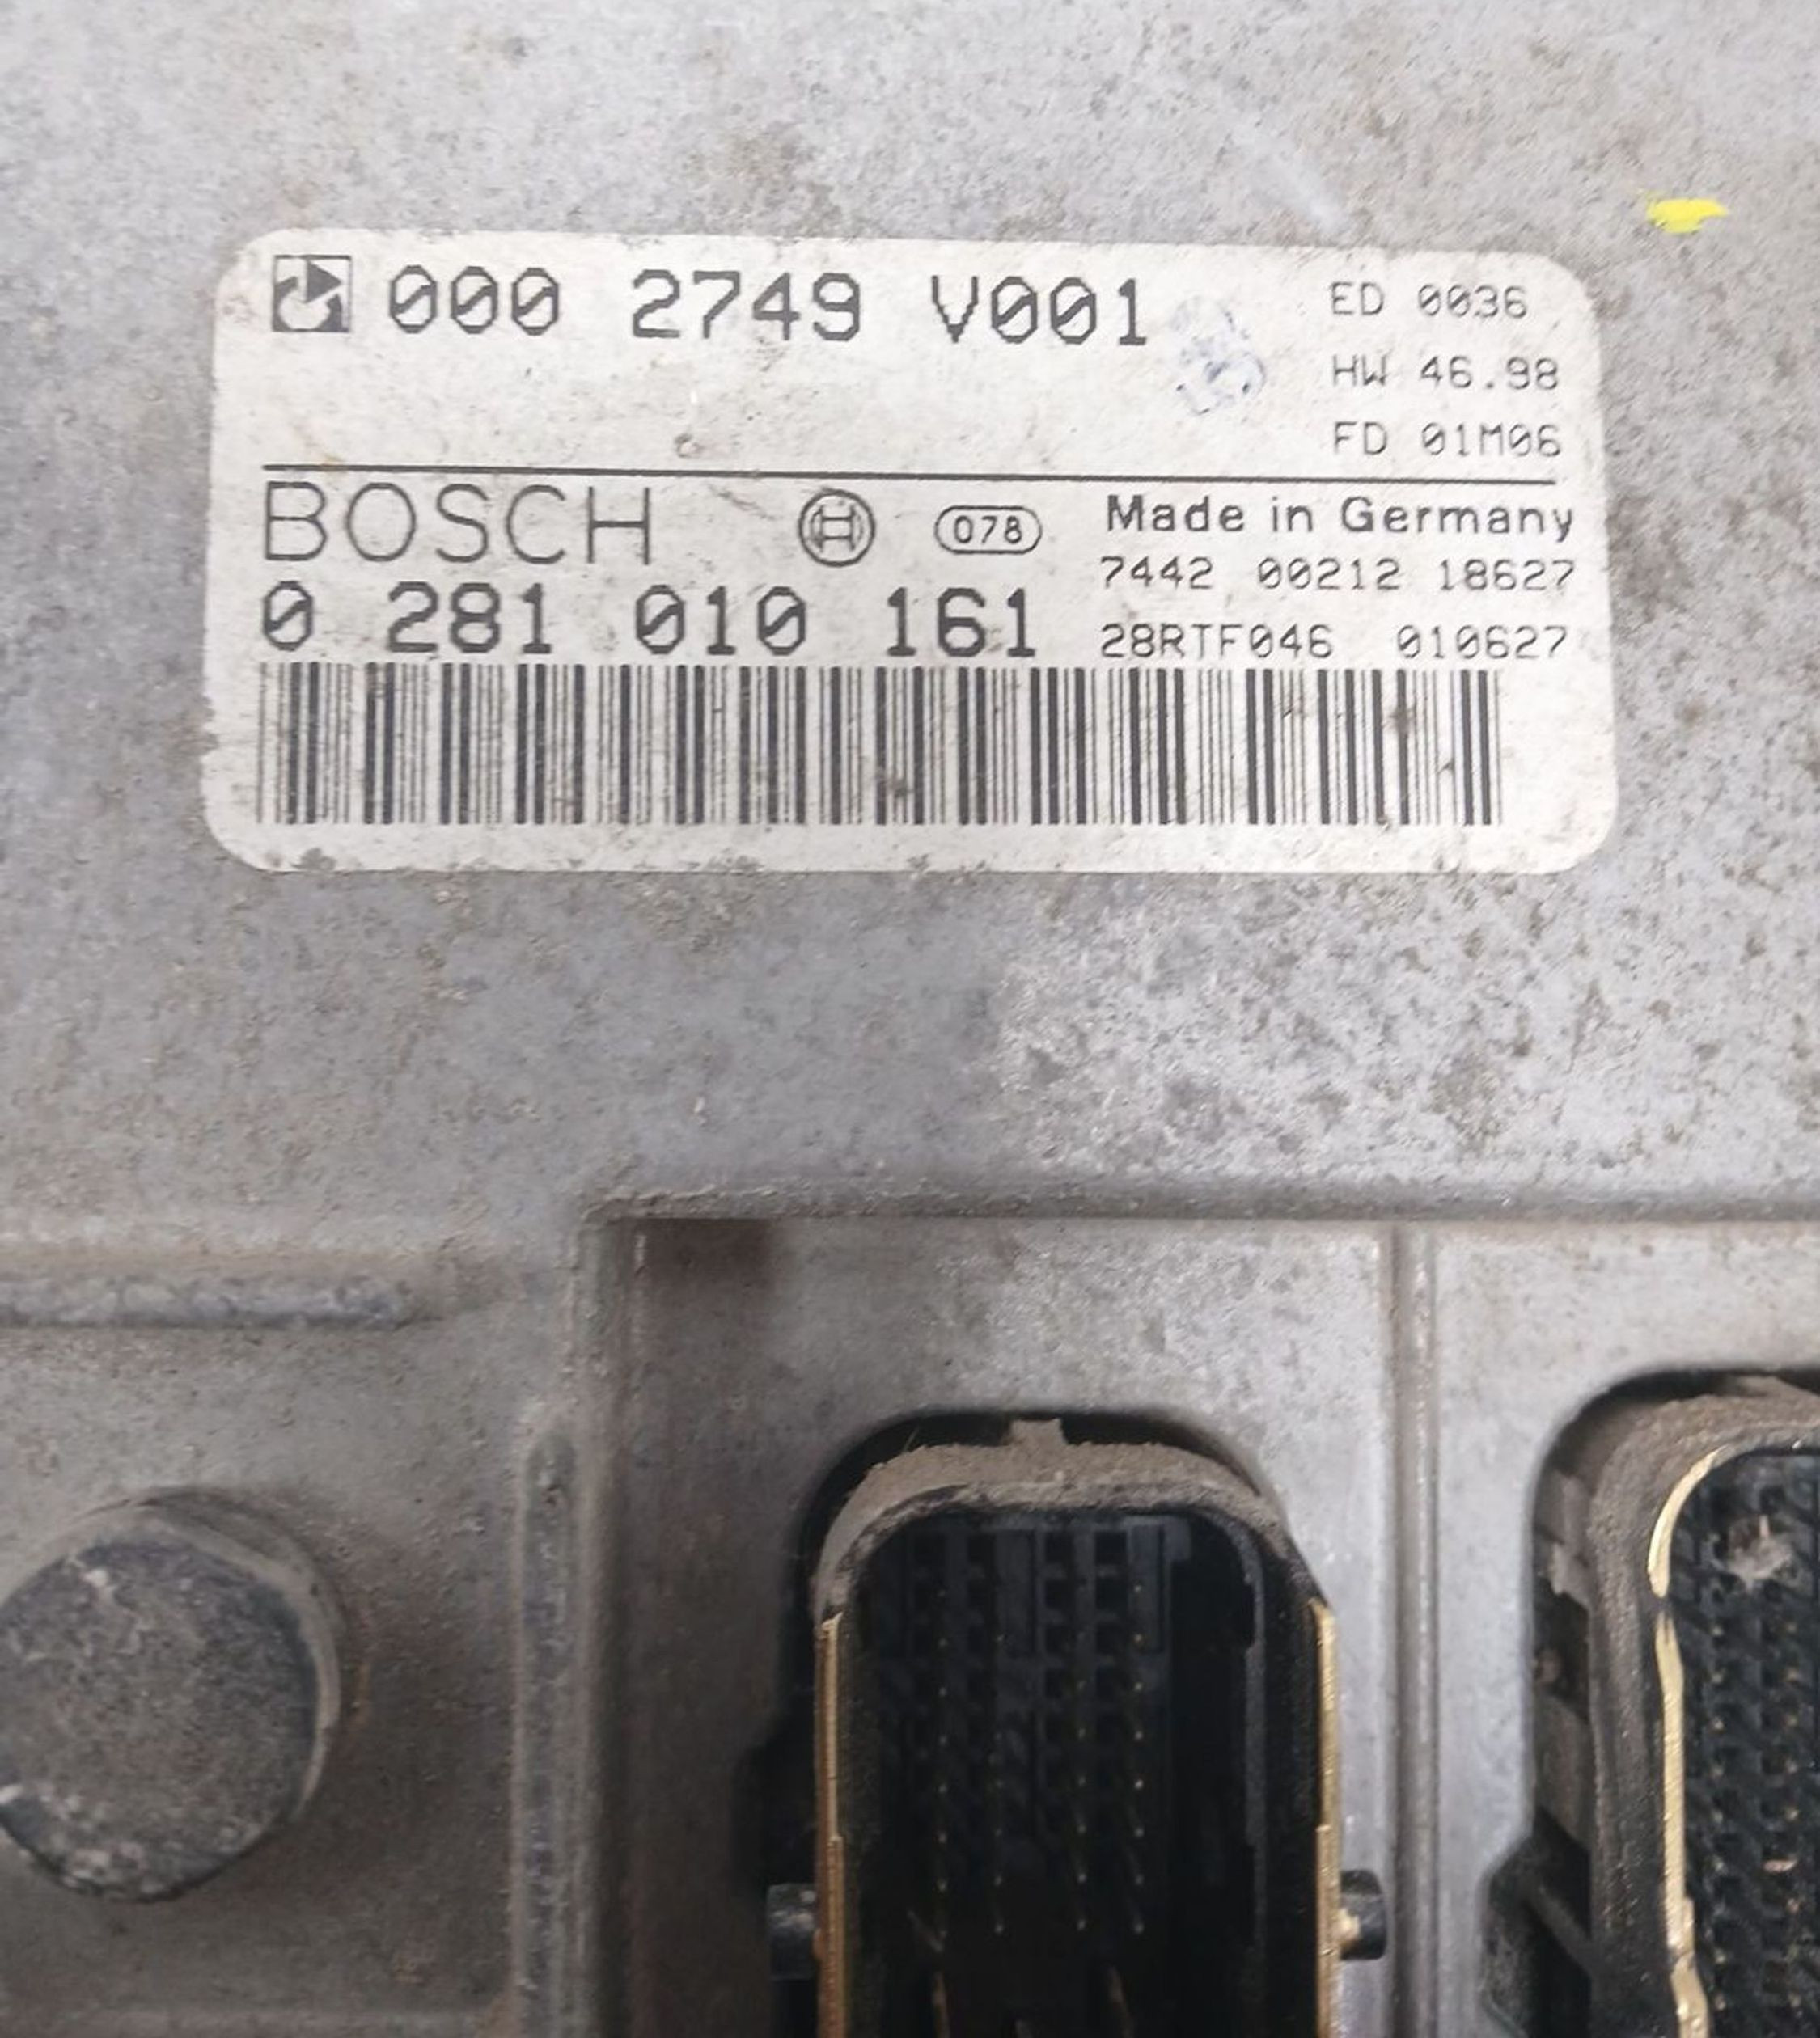 000 2749 V001
ED 0036
HW 46.98
FD 01M06
BOSCH 078 Made in Germany
7442 00212 18627
0 281 010 161
28RTF046 010627